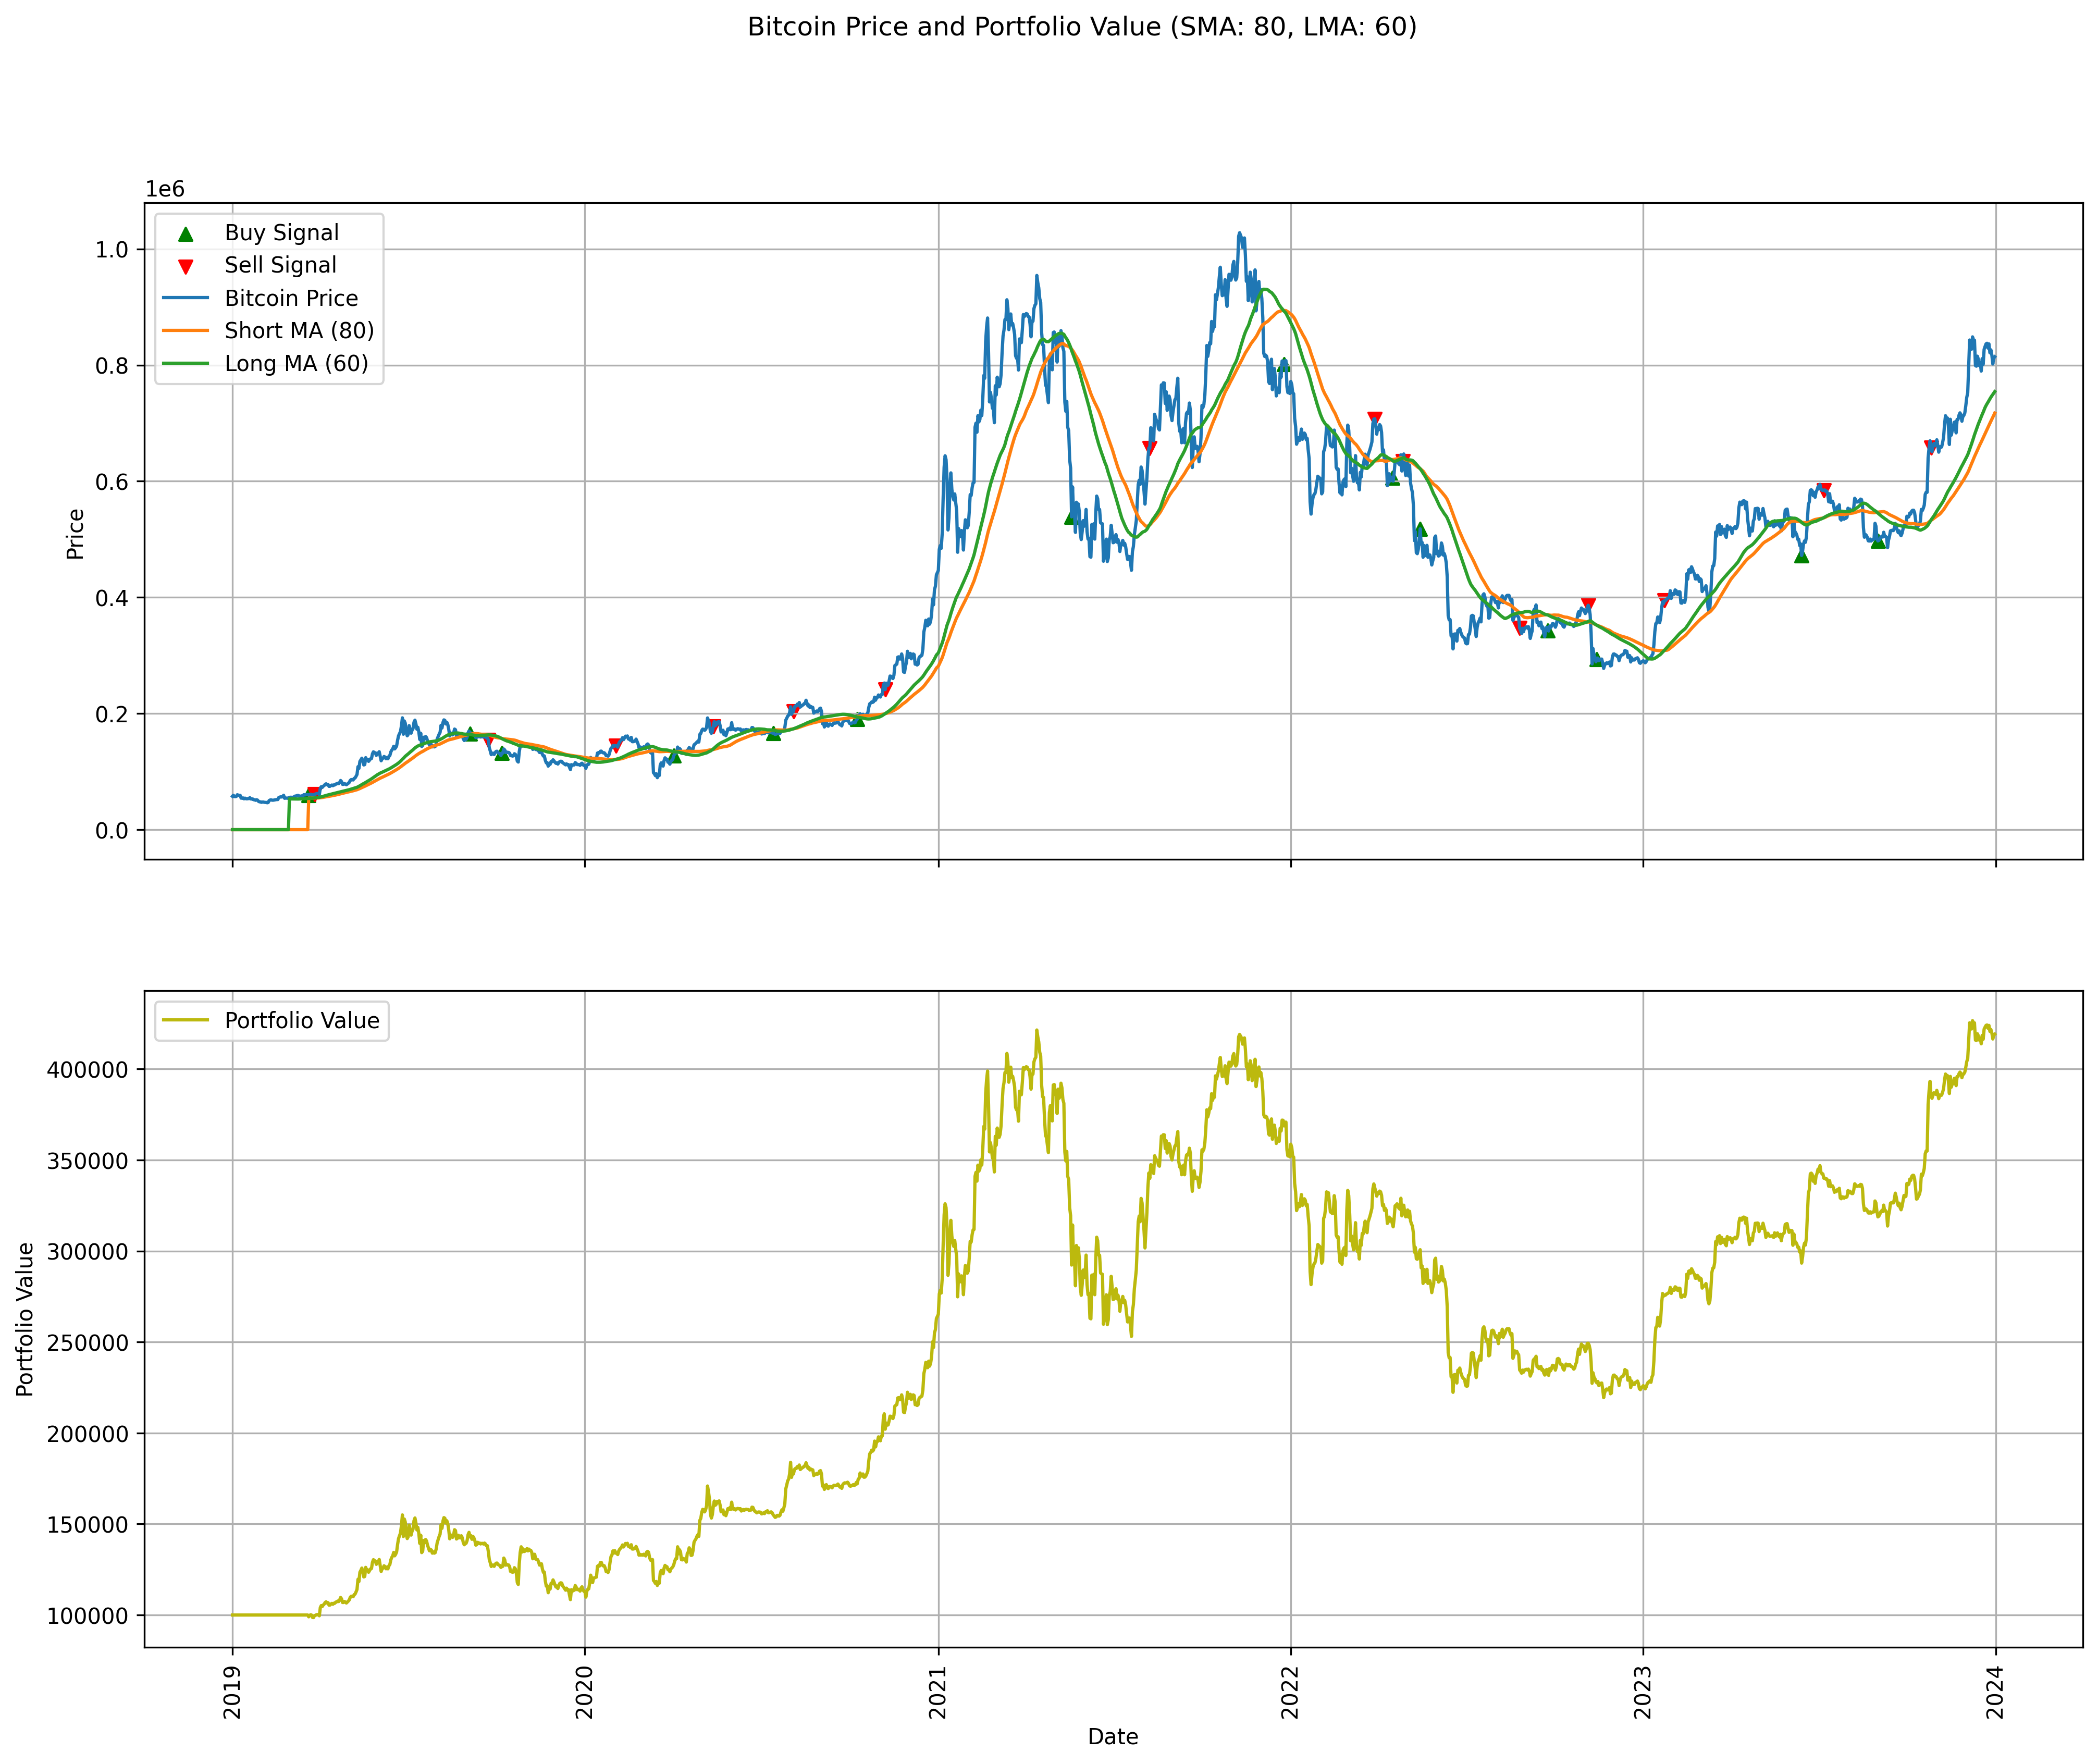 Bitcoin Price and Portfolio Value (SMA: 80, LMA: 60)
1e6
Buy Signal
Sell Signal
Bitcoin Price
Short MA (80)
Long MA (60)
1.0
0.8
0.6
0.4
0.2
0.0
Price
Portfolio Value
400000
350000
300000
250000
200000
150000
100000
Portfolio Value
2019
2020
2021
2022
2023
2024
Date